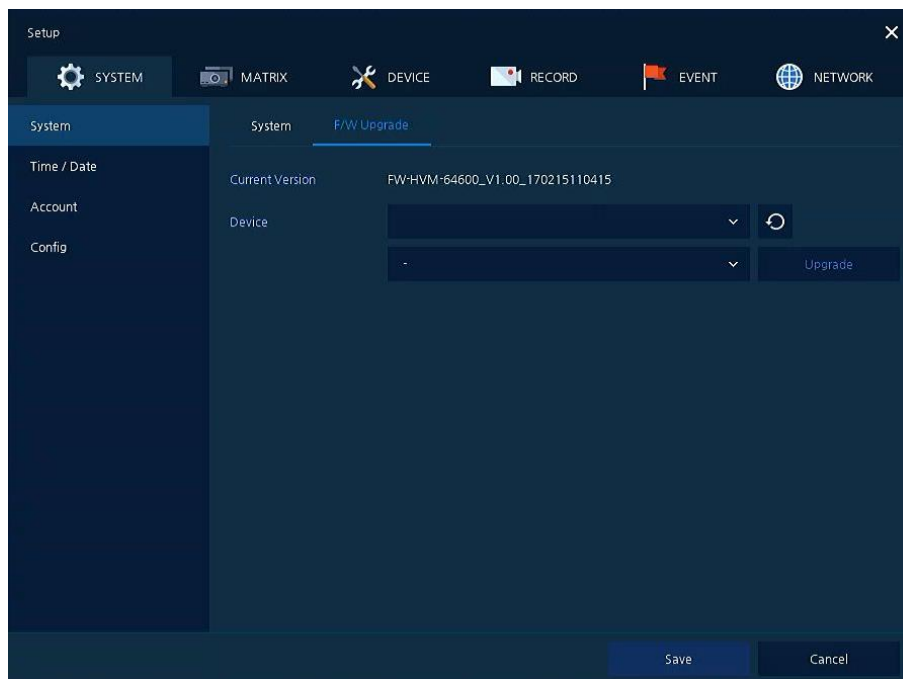 Setup
SYSTEM MATRIX DEVICE RECORD EVENT NETWORK
System
Time / Date
Account
Config
System F/W Upgrade
Current Version FW-HVM-64600_V1.00_170215110415
Device
-
Upgrade
Save Cancel